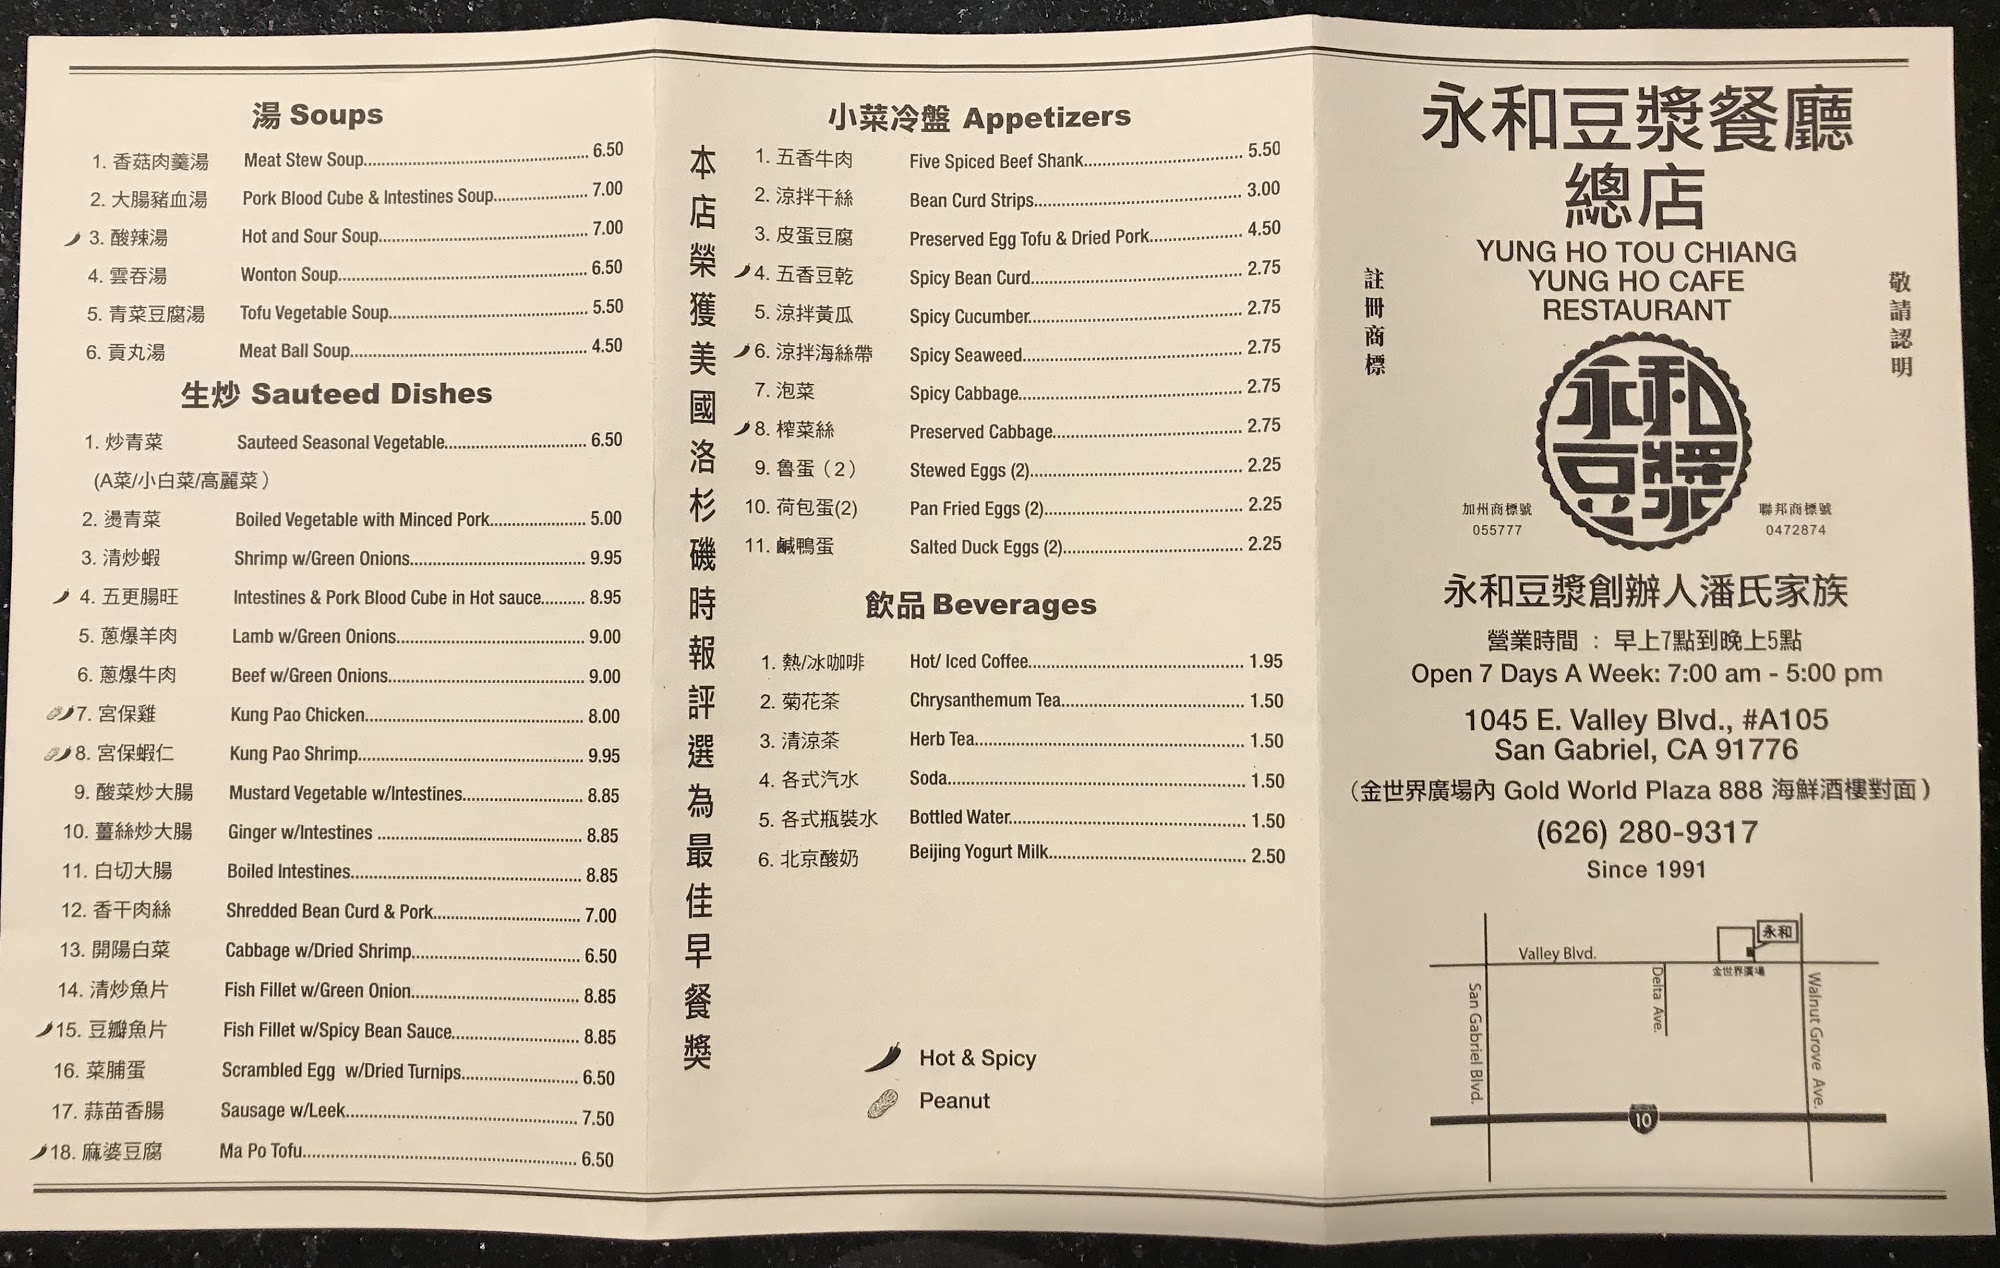 湯 Soups
1. 香菇肉羹湯 Meat Stew Soup 6.50
2. 大腸豬血湯 Pork Blood Cube & Intestines Soup 7.00
3. 酸辣湯 Hot and Sour Soup 7.00
4. 雲吞湯 Wonton Soup 6.50
5. 青菜豆腐湯 Tofu Vegetable Soup 5.50
6. 貢丸湯 Meat Ball Soup 4.50
生炒 Sauteed Dishes
1. 炒青菜 Sauteed Seasonal Vegetable 6.50
(A菜/小白菜/高麗菜)
2. 燙青菜 Boiled Vegetable with Minced Pork 5.00
3. 清炒蝦 Shrimp w/Green Onions 9.95
4. 五更腸旺 Intestines & Pork Blood Cube in Hot sauce 8.95
5. 蔥爆羊肉 Lamb w/Green Onions 9.00
6. 蔥爆牛肉 Beef w/Green Onions 9.00
7. 宮保雞 Kung Pao Chicken 8.00
8. 宮保蝦仁 Kung Pao Shrimp 9.95
9. 酸菜炒大腸 Mustard Vegetable w/Intestines 8.85
10. 薑絲炒大腸 Ginger w/Intestines 8.85
11. 白切大腸 Boiled Intestines 8.85
12. 香干肉絲 Shredded Bean Curd & Pork 7.00
13. 開陽白菜 Cabbage w/Dried Shrimp 6.50
14. 清炒魚片 Fish Fillet w/Green Onion 8.85
15. 豆瓣魚片 Fish Fillet w/Spicy Bean Sauce 8.85
16. 菜脯蛋 Scrambled Egg w/Dried Turnips 6.50
17. 蒜苗香腸 Sausage w/Leek 7.50
18. 麻婆豆腐 Ma Po Tofu 6.50
本店榮獲美國洛杉磯時報評選為最佳早餐獎
小菜冷盤 Appetizers
1. 五香牛肉 Five Spiced Beef Shank 5.50
2. 涼拌干絲 Bean Curd Strips 3.00
3. 皮蛋豆腐 Preserved Egg Tofu & Dried Pork 4.50
4. 五香豆乾 Spicy Bean Curd 2.75
5. 涼拌黃瓜 Spicy Cucumber 2.75
6. 涼拌海絲帶 Spicy Seaweed 2.75
7. 泡菜 Spicy Cabbage 2.75
8. 榨菜絲 Preserved Cabbage 2.75
9. 魯蛋（2） Stewed Eggs (2) 2.25
10. 荷包蛋(2) Pan Fried Eggs (2) 2.25
11. 鹹鴨蛋 Salted Duck Eggs (2) 2.25
飲品 Beverages
1. 熱/冰咖啡 Hot/ Iced Coffee 1.95
2. 菊花茶 Chrysanthemum Tea 1.50
3. 清涼茶 Herb Tea 1.50
4. 各式汽水 Soda 1.50
5. 各式瓶裝水 Bottled Water 1.50
6. 北京酸奶 Beijing Yogurt Milk 2.50
Hot & Spicy
Peanut
永和豆漿餐廳
總店
YUNG HO TOU CHIANG
YUNG HO CAFE
RESTAURANT
註冊商標
敬請認明
永和
豆漿
加州商標號
055777
聯邦商標號
0472874
永和豆漿創辦人潘氏家族
營業時間 : 早上7點到晚上5點
Open 7 Days A Week: 7:00 am - 5:00 pm
1045 E. Valley Blvd., #A105
San Gabriel, CA 91776
(金世界廣場內 Gold World Plaza 888 海鮮酒樓對面)
(626) 280-9317
Since 1991
永和
Valley Blvd.
金世界廣場
San Gabriel Blvd.
Delta Ave.
Walnut Grove Ave.
10